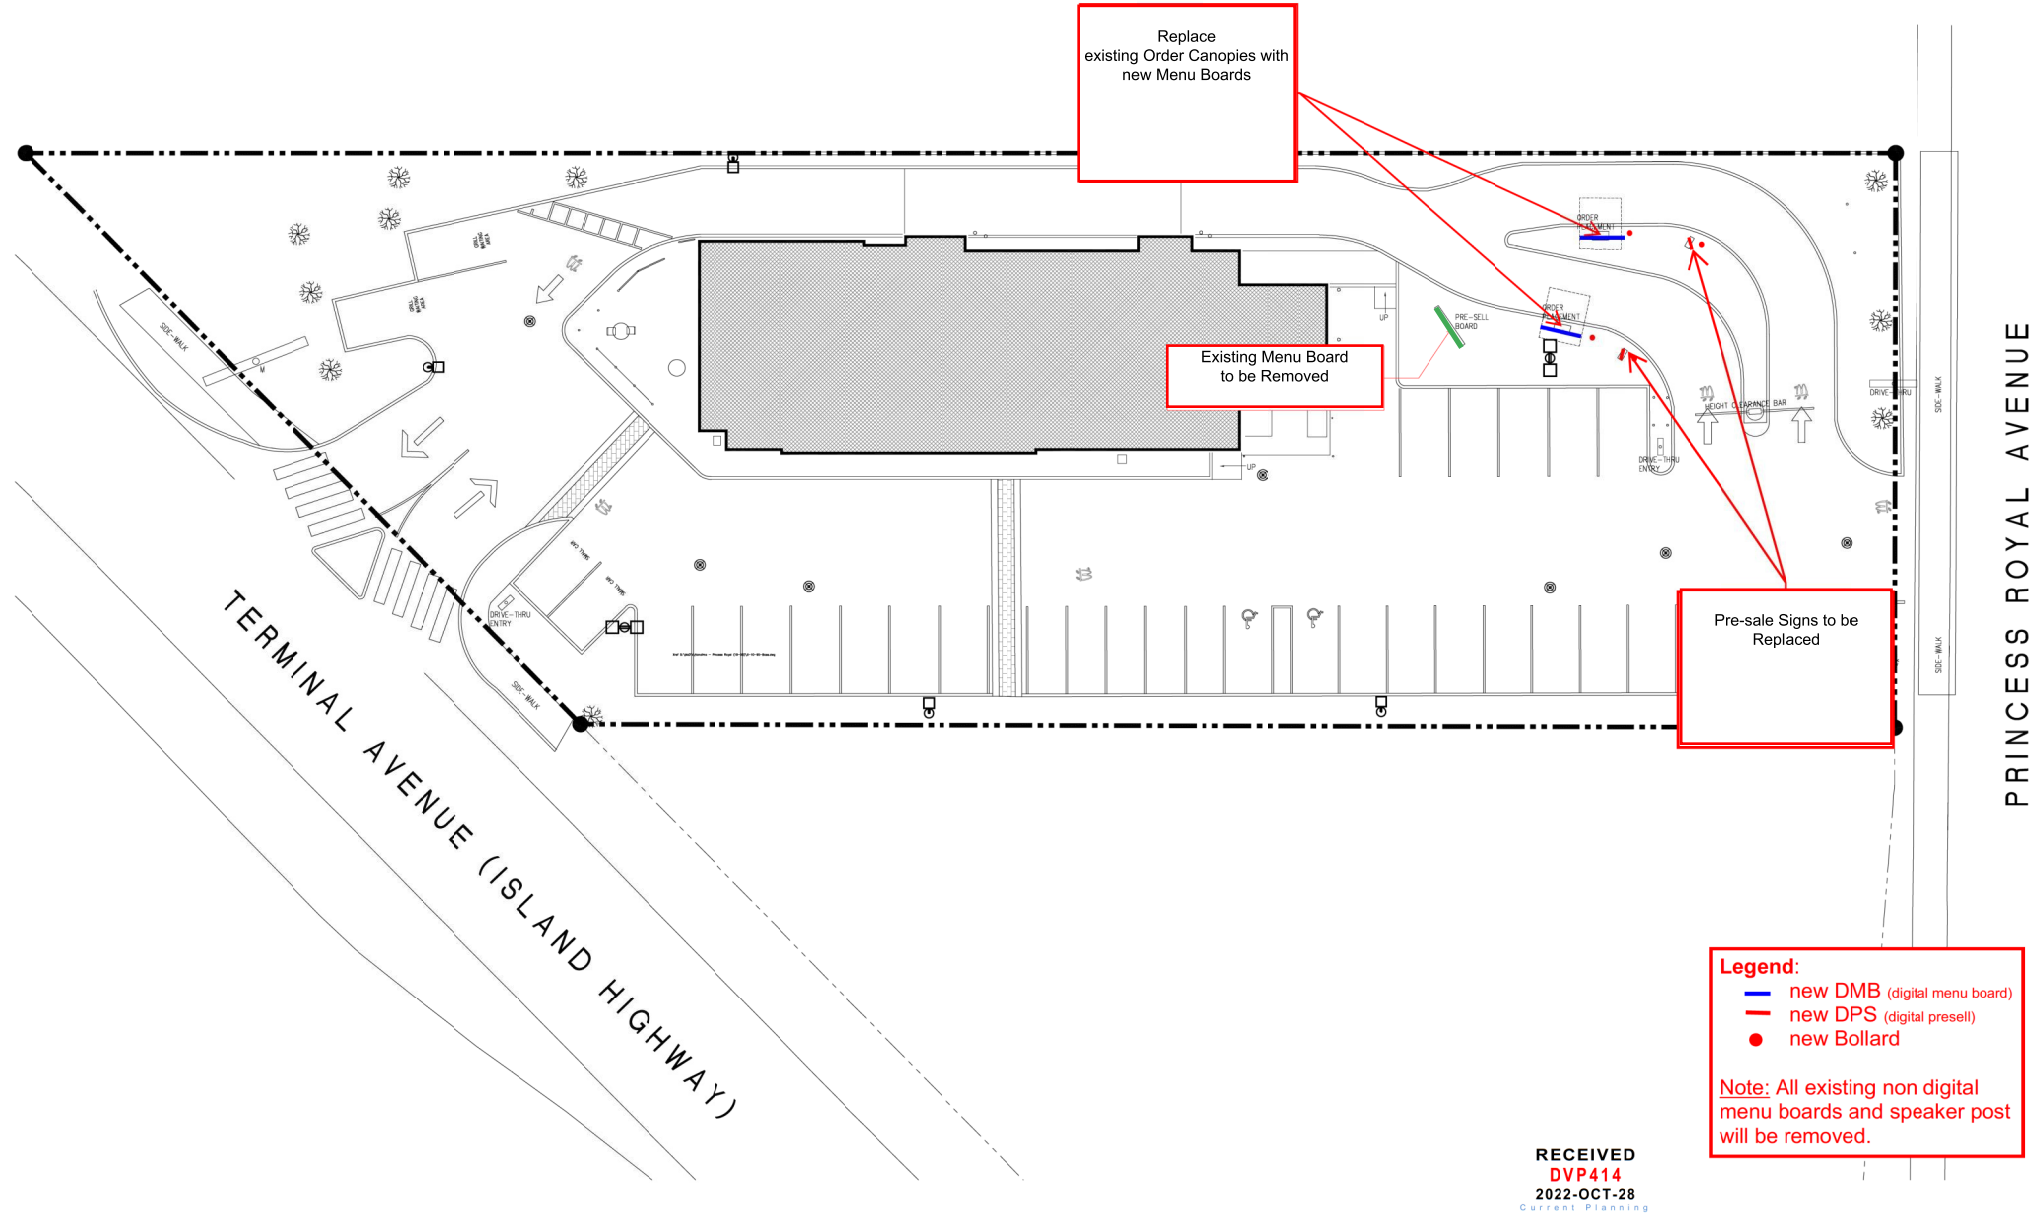 Replace
existing Order Canopies with
new Menu Boards
ORDER
PLACEMENT
ORDER
PLACEMENT
PRE-SELL
BOARD
UP
Existing Menu Board
to be Removed
SIDE-WALK
M
HEIGHT CLEARANCE BAR
DRIVE-THRU
SIDE-WALK
DRIVE-THRU
ENTRY
UP
SMALL CAR
SMALL CAR
DRIVE-THRU
ENTRY
SIDE-WALK
Pre-sale Signs to be
Replaced
SIDE-WALK
PRINCESS ROYAL AVENUE
TERMINAL AVENUE (ISLAND HIGHWAY)
Legend:
new DMB (digital menu board)
new DPS (digital presell)
new Bollard
Note: All existing non digital
menu boards and speaker post
will be removed.
RECEIVED
DVP414
2022-OCT-28
Current Planning